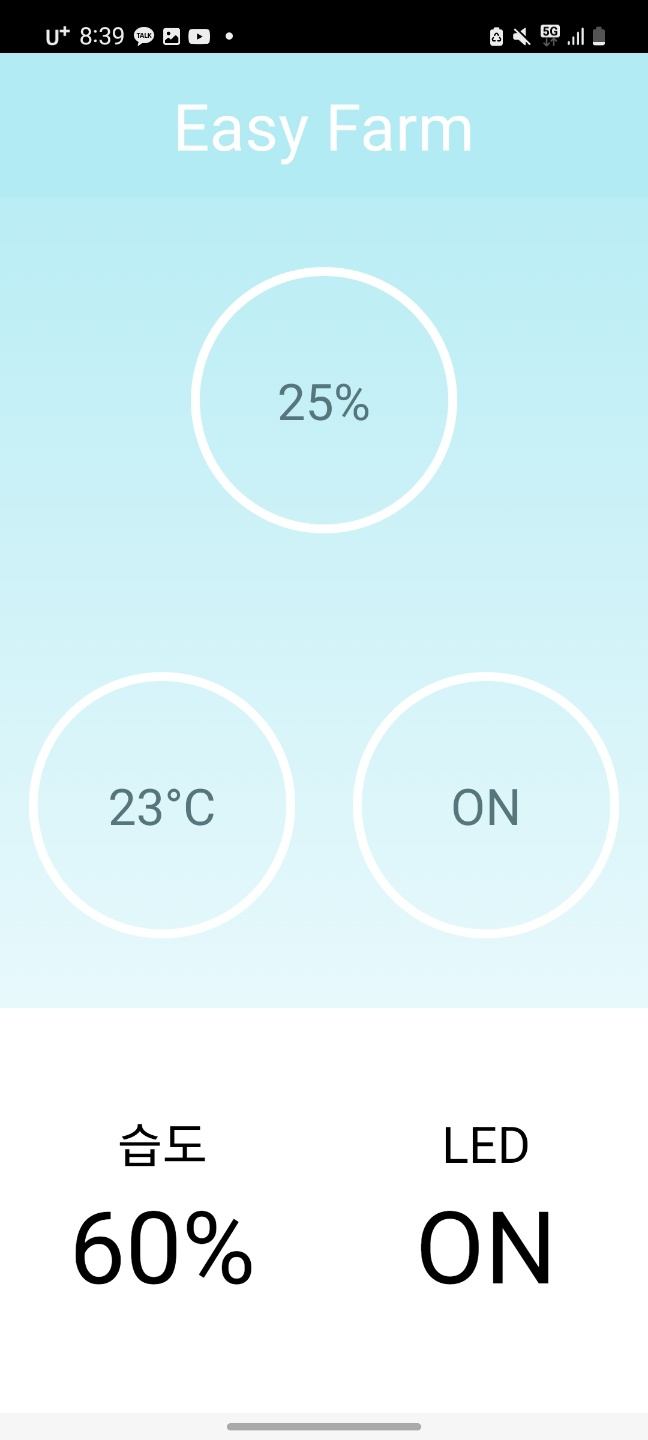 U+ 8:39 TALK 5G
Easy Farm
25%
23°C ON
습도 LED
60% ON